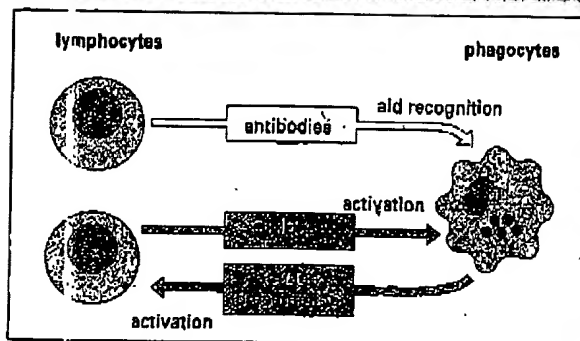 lymphocytes
phagocytes
aid recognition
antibodies
activation
activation